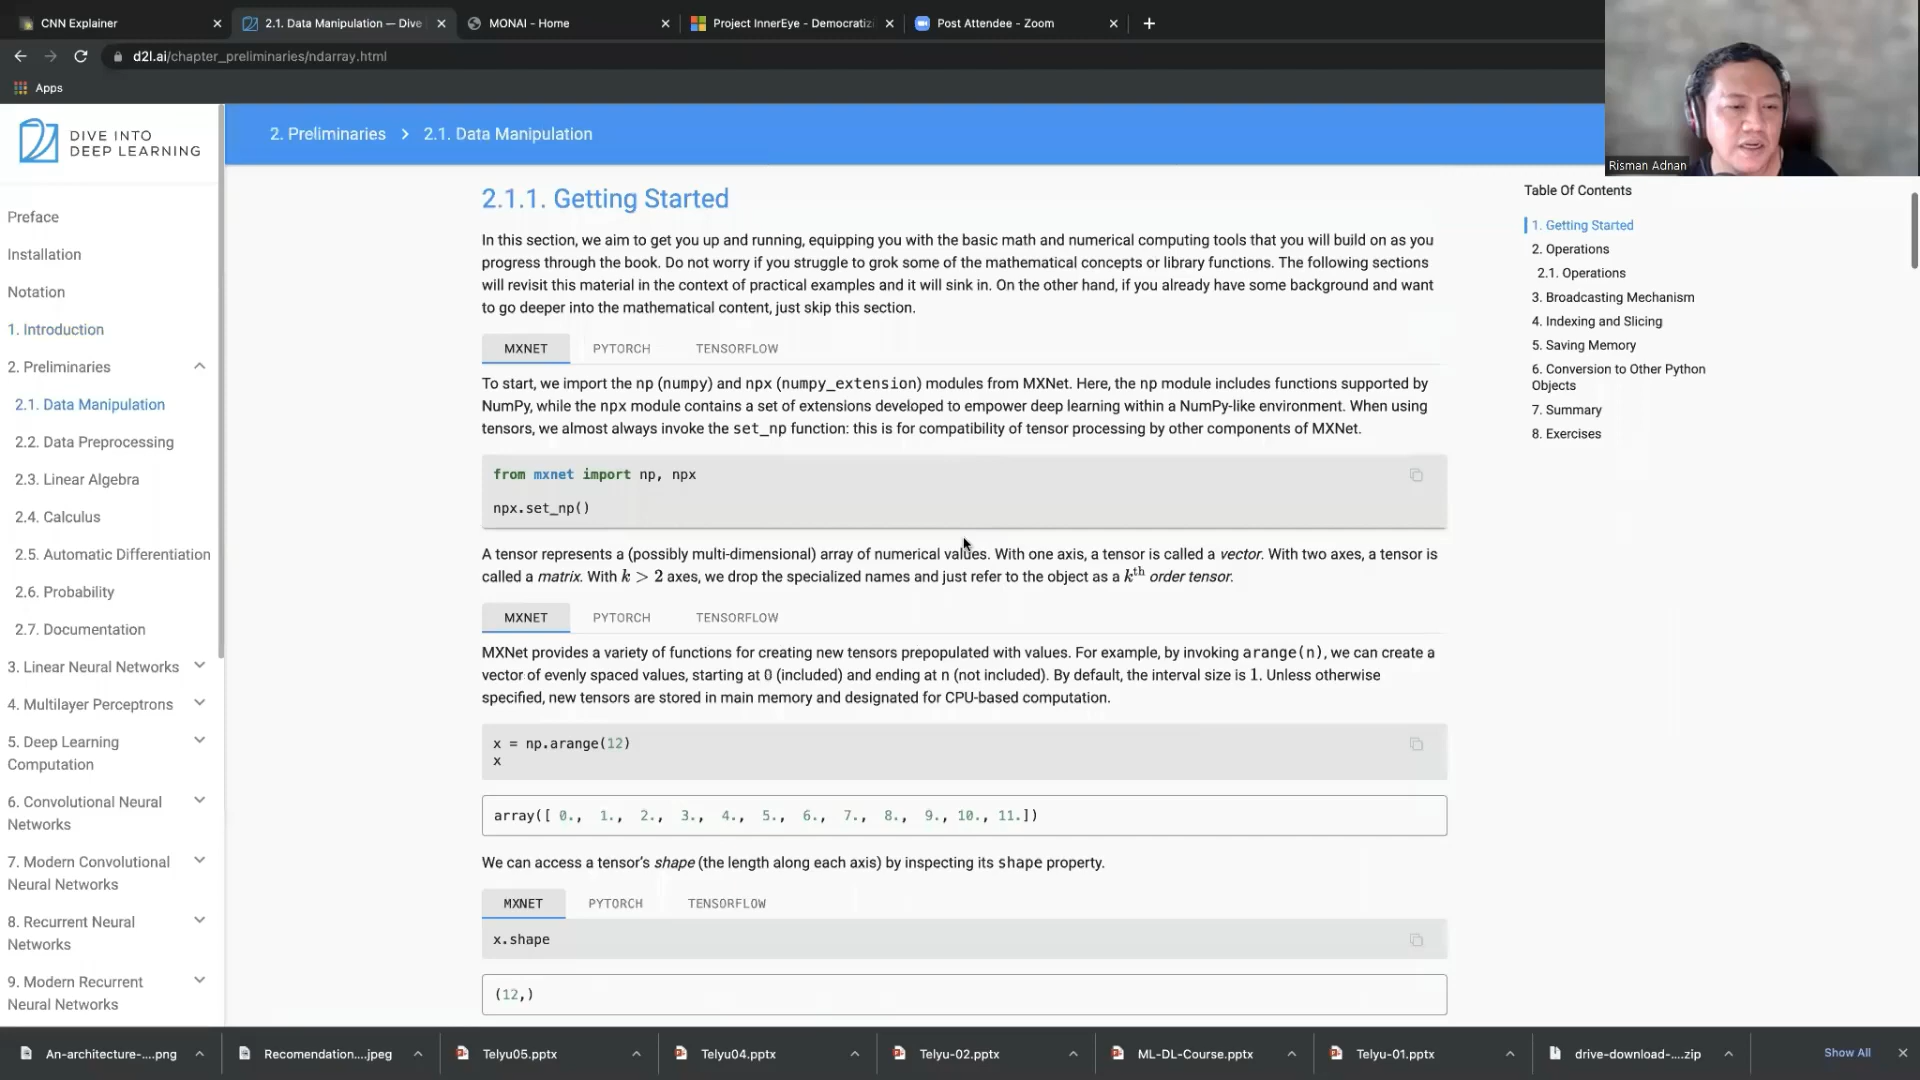 CNN Explainer
2.1. Data Manipulation — Dive
MONAI - Home
Project InnerEye - Democratiz
Post Attendee - Zoom
d2l.ai/chapter_preliminaries/ndarray.html
Apps
Risman Adnan
DIVE INTO
DEEP LEARNING
Preface
Installation
Notation
1. Introduction
2. Preliminaries
2.1. Data Manipulation
2.2. Data Preprocessing
2.3. Linear Algebra
2.4. Calculus
2.5. Automatic Differentiation
2.6. Probability
2.7. Documentation
3. Linear Neural Networks
4. Multilayer Perceptrons
5. Deep Learning
Computation
6. Convolutional Neural
Networks
7. Modern Convolutional
Neural Networks
8. Recurrent Neural
Networks
9. Modern Recurrent
Neural Networks
2. Preliminaries > 2.1. Data Manipulation
2.1.1. Getting Started
In this section, we aim to get you up and running, equipping you with the basic math and numerical computing tools that you will build on as you
progress through the book. Do not worry if you struggle to grok some of the mathematical concepts or library functions. The following sections
will revisit this material in the context of practical examples and it will sink in. On the other hand, if you already have some background and want
to go deeper into the mathematical content, just skip this section.
MXNET PYTORCH TENSORFLOW
To start, we import the np (numpy) and npx (numpy_extension) modules from MXNet. Here, the np module includes functions supported by
NumPy, while the npx module contains a set of extensions developed to empower deep learning within a NumPy-like environment. When using
tensors, we almost always invoke the set_np function: this is for compatibility of tensor processing by other components of MXNet.
from mxnet import np, npx
npx.set_np()
A tensor represents a (possibly multi-dimensional) array of numerical values. With one axis, a tensor is called a vector. With two axes, a tensor is
called a matrix. With k > 2 axes, we drop the specialized names and just refer to the object as a kth order tensor.
MXNET PYTORCH TENSORFLOW
MXNet provides a variety of functions for creating new tensors prepopulated with values. For example, by invoking arange(n), we can create a
vector of evenly spaced values, starting at 0 (included) and ending at n (not included). By default, the interval size is 1. Unless otherwise
specified, new tensors are stored in main memory and designated for CPU-based computation.
x = np.arange(12)
x
array([ 0., 1., 2., 3., 4., 5., 6., 7., 8., 9., 10., 11.])
We can access a tensor's shape (the length along each axis) by inspecting its shape property.
MXNET PYTORCH TENSORFLOW
x.shape
(12,)
Table Of Contents
1. Getting Started
2. Operations
2.1. Operations
3. Broadcasting Mechanism
4. Indexing and Slicing
5. Saving Memory
6. Conversion to Other Python
Objects
7. Summary
8. Exercises
An-architecture-....png
Recomendation....jpeg
Telyu05.pptx
Telyu04.pptx
Telyu-02.pptx
ML-DL-Course.pptx
Telyu-01.pptx
drive-download-....zip
Show All